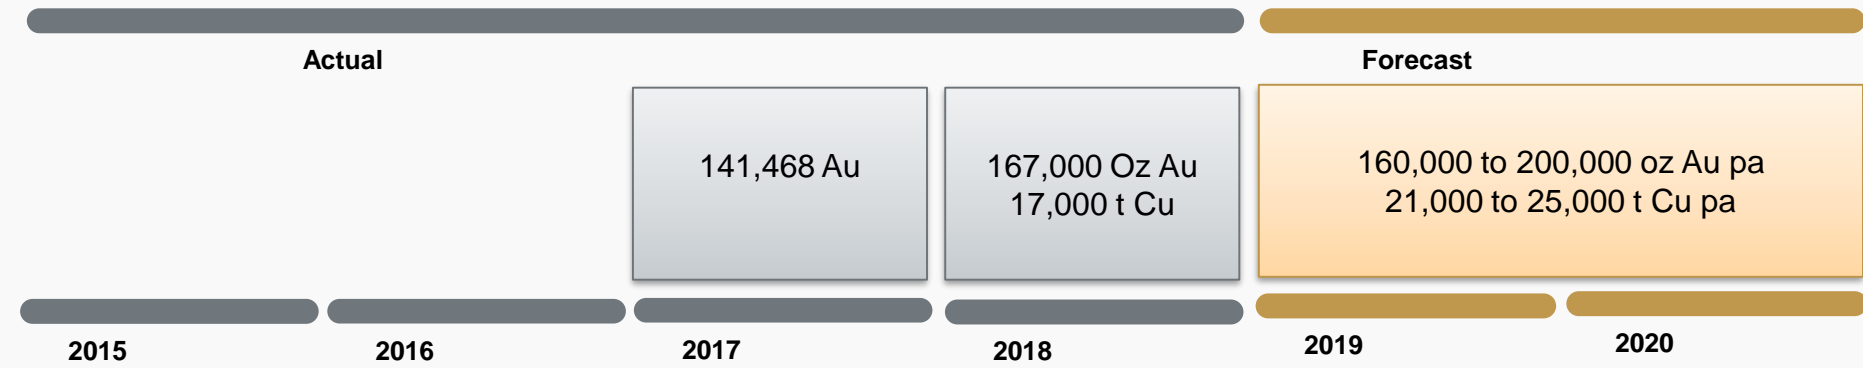 Actual
Forecast
141,468 Au
167,000 Oz Au
17,000 t Cu
160,000 to 200,000 oz Au pa
21,000 to 25,000 t Cu pa
2015
2016
2017
2018
2019
2020